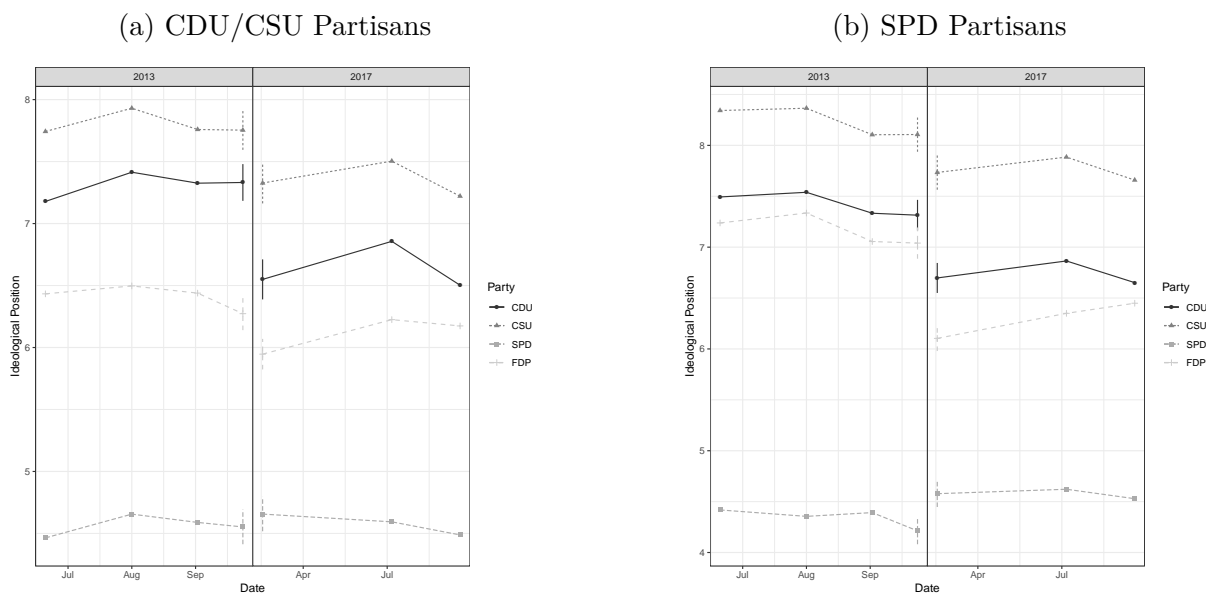 (a) CDU/CSU Partisans
2013 2017
8
7
6
5
Ideological Position
Jul Aug Sep Apr Jul
Date
Party
CDU
CSU
SPD
FDP
(b) SPD Partisans
2013 2017
8
7
6
5
4
Ideological Position
Jul Aug Sep Apr Jul
Date
Party
CDU
CSU
SPD
FDP